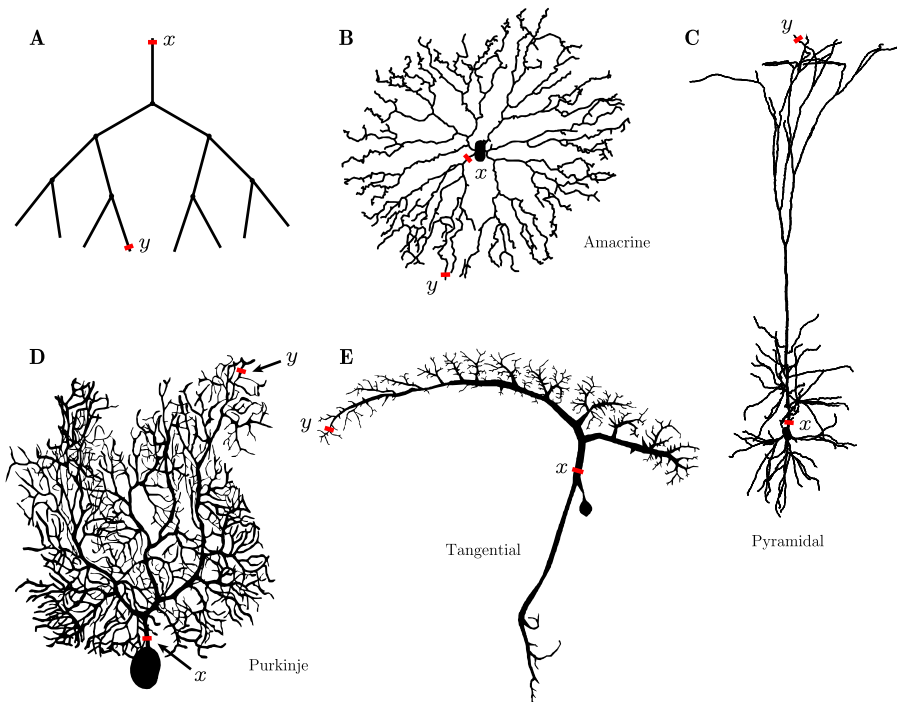 A
x
y
B
x
y
Amacrine
C
y
x
Pyramidal
D
y
x
Purkinje
E
y
x
Tangential